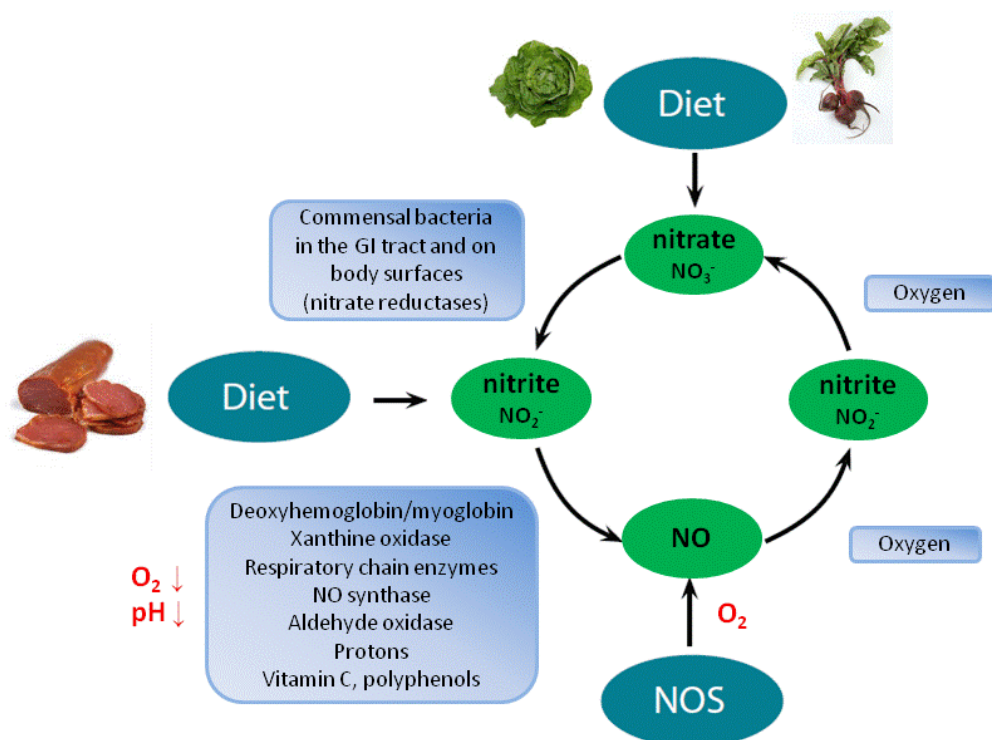 Diet
Commensal bacteria
in the GI tract and on
body surfaces
(nitrate reductases)
nitrate
NO₃⁻
Oxygen
Diet
nitrite
NO₂⁻
nitrite
NO₂⁻
Deoxyhemoglobin/myoglobin
Xanthine oxidase
Respiratory chain enzymes
NO synthase
Aldehyde oxidase
Protons
Vitamin C, polyphenols
O₂ ↓
pH ↓
NO
Oxygen
O₂
NOS